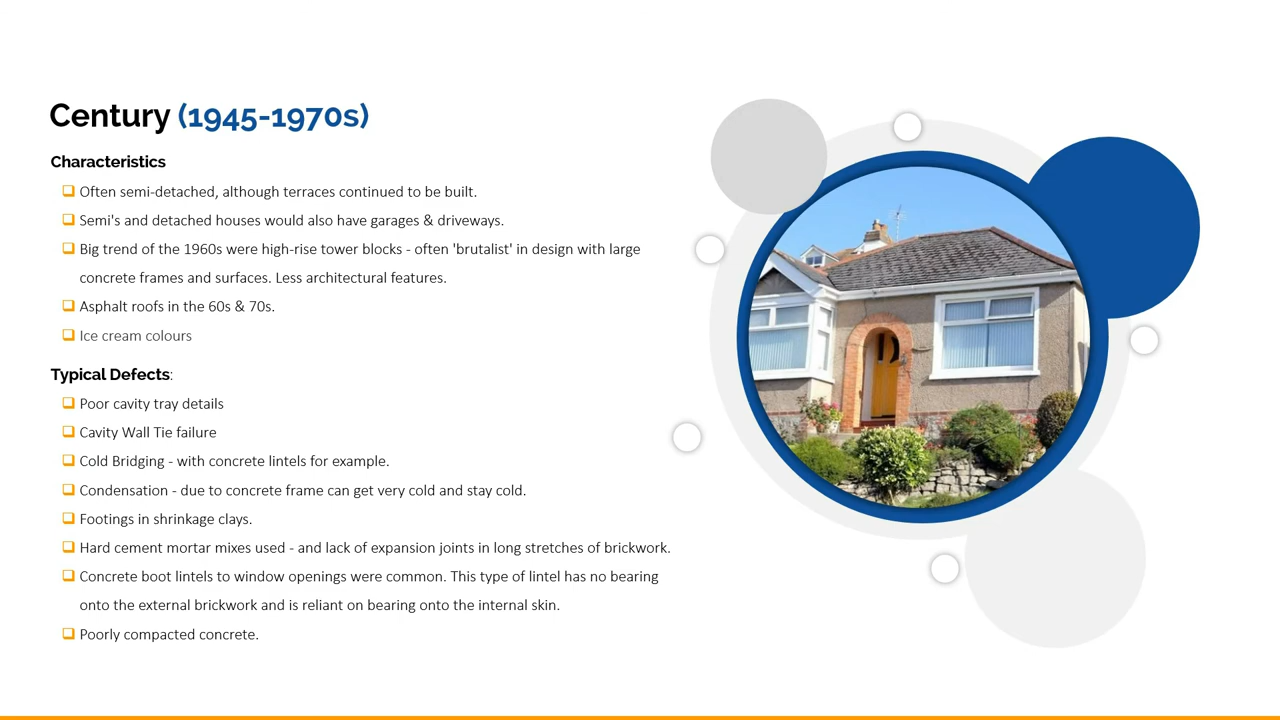 Century (1945-1970s)
Characteristics
❑ Often semi-detached, although terraces continued to be built.
❑ Semi's and detached houses would also have garages & driveways.
❑ Big trend of the 1960s were high-rise tower blocks - often 'brutalist' in design with large
concrete frames and surfaces. Less architectural features.
❑ Asphalt roofs in the 60s & 70s.
❑ Ice cream colours
Typical Defects:
❑ Poor cavity tray details
❑ Cavity Wall Tie failure
❑ Cold Bridging - with concrete lintels for example.
❑ Condensation - due to concrete frame can get very cold and stay cold.
❑ Footings in shrinkage clays.
❑ Hard cement mortar mixes used - and lack of expansion joints in long stretches of brickwork.
❑ Concrete boot lintels to window openings were common. This type of lintel has no bearing
onto the external brickwork and is reliant on bearing onto the internal skin.
❑ Poorly compacted concrete.